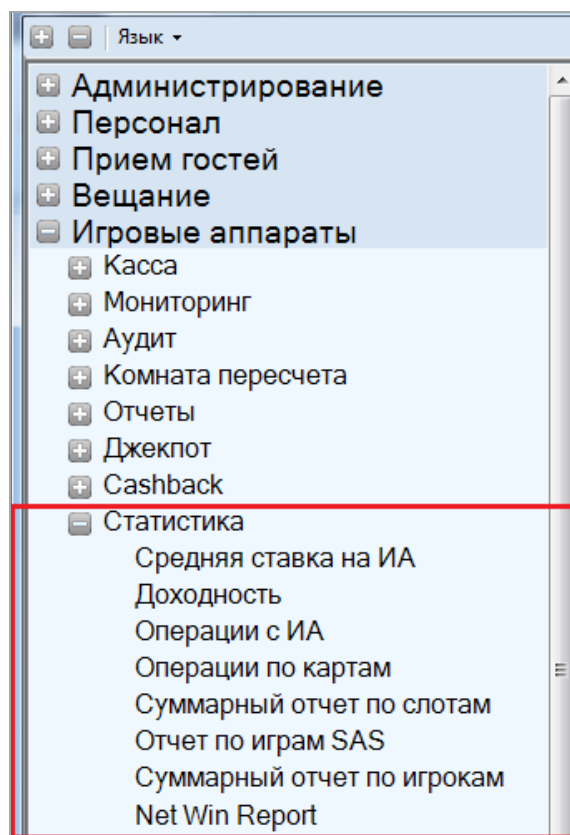 Язык
Администрирование
Персонал
Прием гостей
Вещание
Игровые аппараты
Касса
Мониторинг
Аудит
Комната пересчета
Отчеты
Джекпот
Cashback
Статистика
Средняя ставка на ИА
Доходность
Операции с ИА
Операции по картам
Суммарный отчет по слотам
Отчет по играм SAS
Суммарный отчет по игрокам
Net Win Report